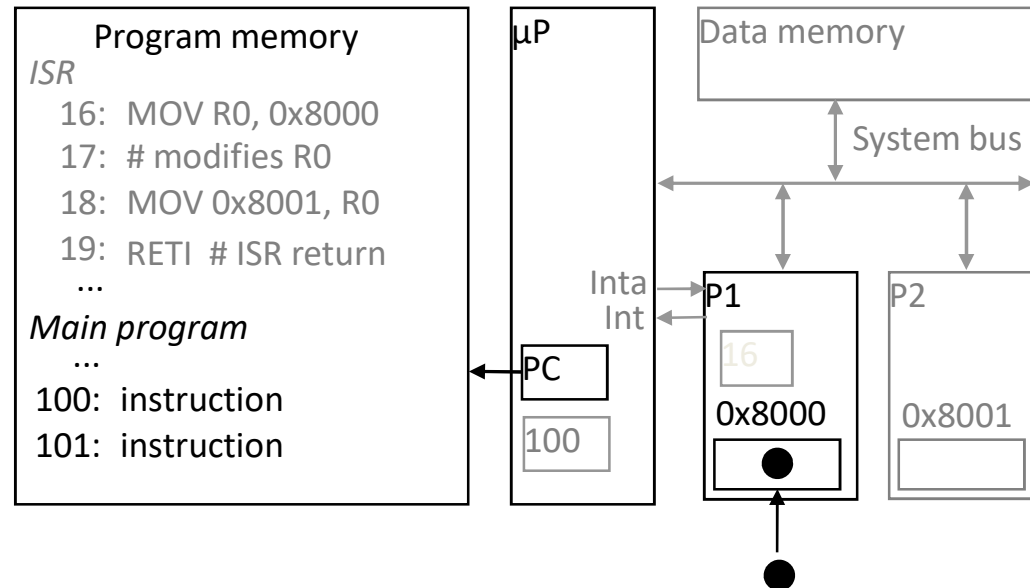 Program memory
ISR
16: MOV R0, 0x8000
17: # modifies R0
18: MOV 0x8001, R0
19: RETI # ISR return
...
Main program
...
100: instruction
101: instruction
μP
Inta
Int
PC
100
Data memory
System bus
P1
16
0x8000
P2
0x8001